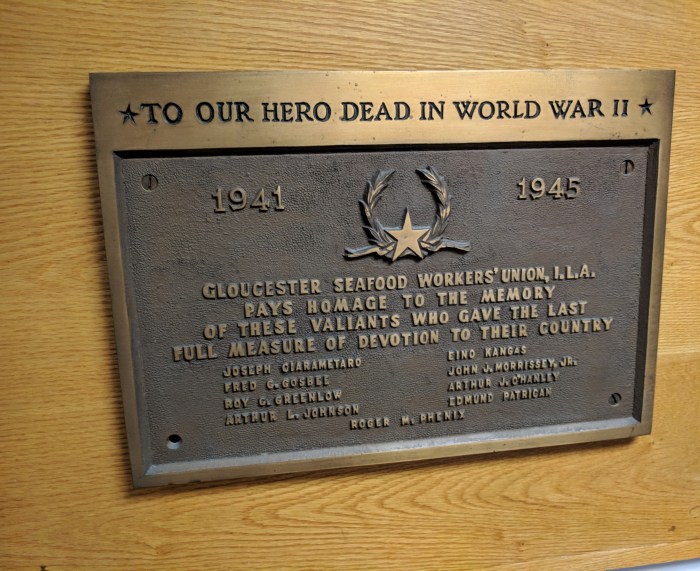 ★TO OUR HERO DEAD IN WORLD WAR II★
1941 1945
GLOUCESTER SEAFOOD WORKERS' UNION, I.L.A.
PAYS HOMAGE TO THE MEMORY
OF THESE VALIANTS WHO GAVE THE LAST
FULL MEASURE OF DEVOTION TO THEIR COUNTRY
JOSEPH CIARAMETARO EINO KANGAS
FRED G. GOSBEE JOHN J. MORRISSEY, JR.
ROY C. GREENLOW ARTHUR J. O'HANLEY
ARTHUR L. JOHNSON EDMUND PATRICAN
ROGER M. PHENIX